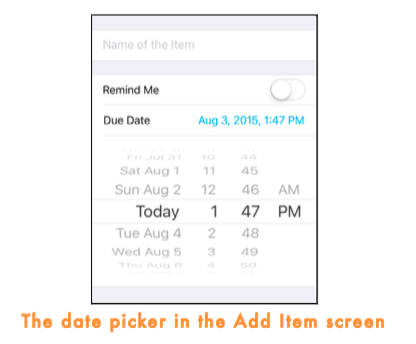 Name of the Item
Remind Me
Due Date Aug 3, 2015, 1:47 PM
Fri Jul 31 10 44
Sat Aug 1 11 45
Sun Aug 2 12 46 AM
Today 1 47 PM
Tue Aug 4 2 48
Wed Aug 5 3 49
Thu Aug 6 4 50
The date picker in the Add Item screen